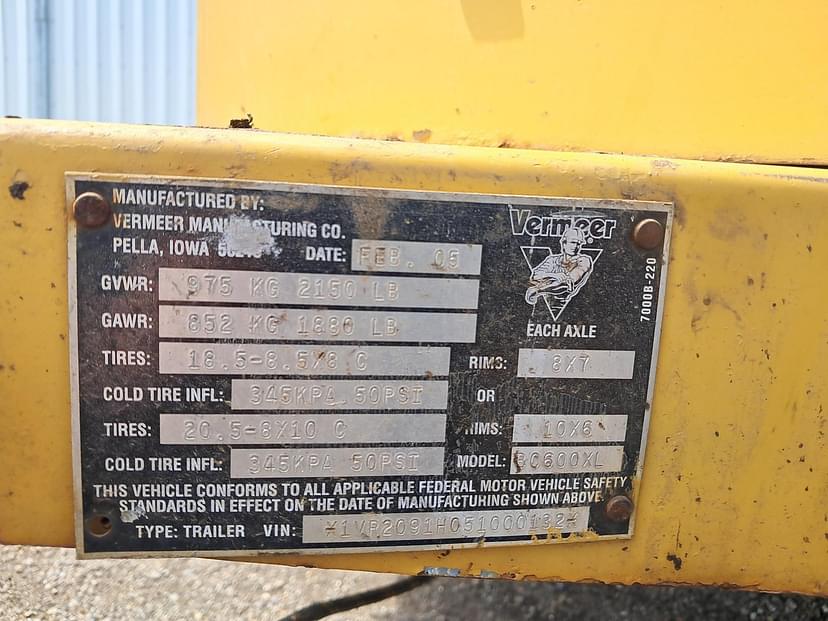 MANUFACTURED BY:
VERMEER MANUFACTURING CO.
PELLA, IOWA DATE: FEB. 05
Vermeer
GVWR: 975 KG 2150 LB
GAWR: 852 KG 1880 LB
EACH AXLE
7000B-220
TIRES: 18.5-8.5X8 C RIMS: 8X7
COLD TIRE INFL: 345KPA 50PSI OR
TIRES: 20.5-8X10 C RIMS: 10X6
COLD TIRE INFL: 345KPA 50PSI MODEL: BC600XL
THIS VEHICLE CONFORMS TO ALL APPLICABLE FEDERAL MOTOR VEHICLE SAFETY
STANDARDS IN EFFECT ON THE DATE OF MANUFACTURING SHOWN ABOVE.
TYPE: TRAILER VIN: *1VP2091H051000132*